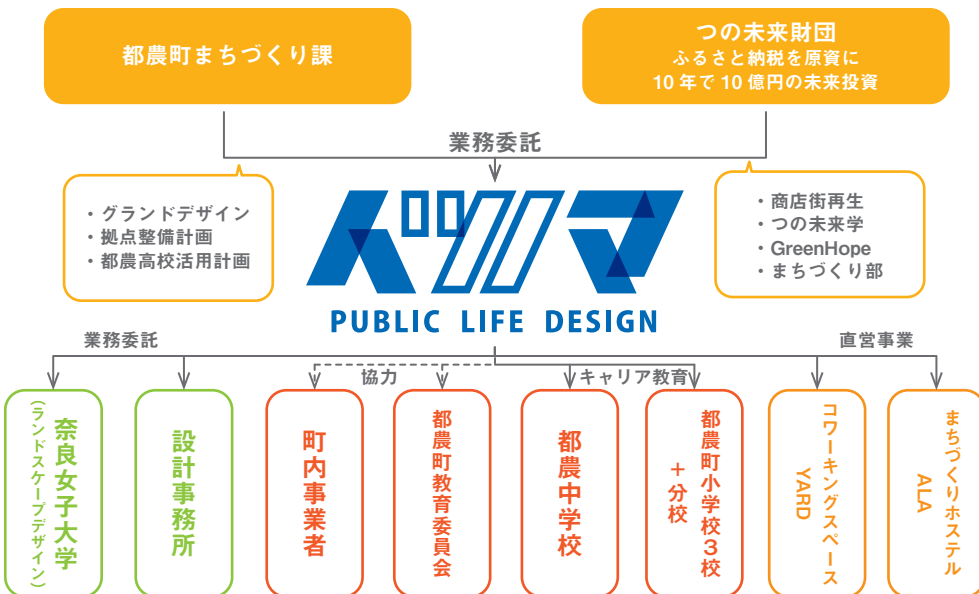 都農町まちづくり課
つの未来財団
ふるさと納税を原資に
10年で10億円の未来投資
業務委託
・グランドデザイン
・拠点整備計画
・都農高校活用計画
・商店街再生
・つの未来学
・GreenHope
・まちづくり部
イツノマ
PUBLIC LIFE DESIGN
業務委託
協力
キャリア教育
直営事業
奈良女子大学
(ランドスケープデザイン)
設計事務所
町内事業者
都農町教育委員会
都農中学校
都農町小学校3校
+分校
コワーキングスペース
YARD
まちづくりホステル
ALA